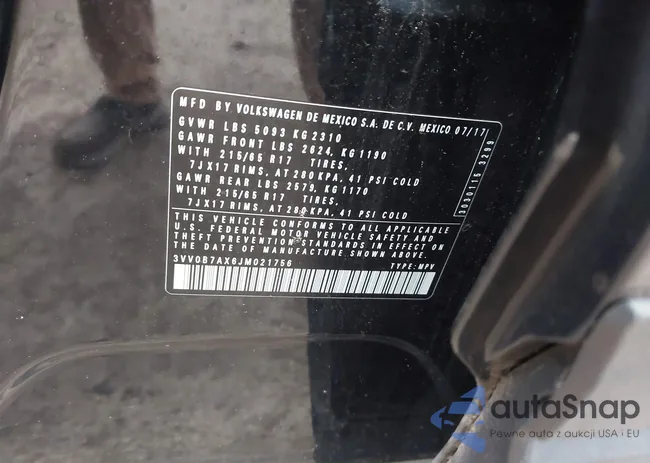 MFD BY VOLKSWAGEN DE MEXICO S.A. DE C.V. MEXICO 07/17
GVWR LBS 5093 KG 2310
GAWR FRONT LBS 2624, KG 1190
WITH 215/65 R17 TIRES,
7JX17 RIMS, AT 280 KPA, 41 PSI COLD
GAWR REAR LBS 2579, KG 1170
WITH 215/65 R17 TIRES,
7JX17 RIMS, AT 280 KPA, 41 PSI COLD
THIS VEHICLE CONFORMS TO ALL APPLICABLE
U.S. FEDERAL MOTOR VEHICLE SAFETY AND
THEFT PREVENTION STANDARDS IN EFFECT ON
THE DATE OF MANUFACTURE SHOWN ABOVE.
3VV0B7AX6JM021756 TYPE: MPV
3030115 3299
autoSnap
Pewne auta z aukcji USA i EU